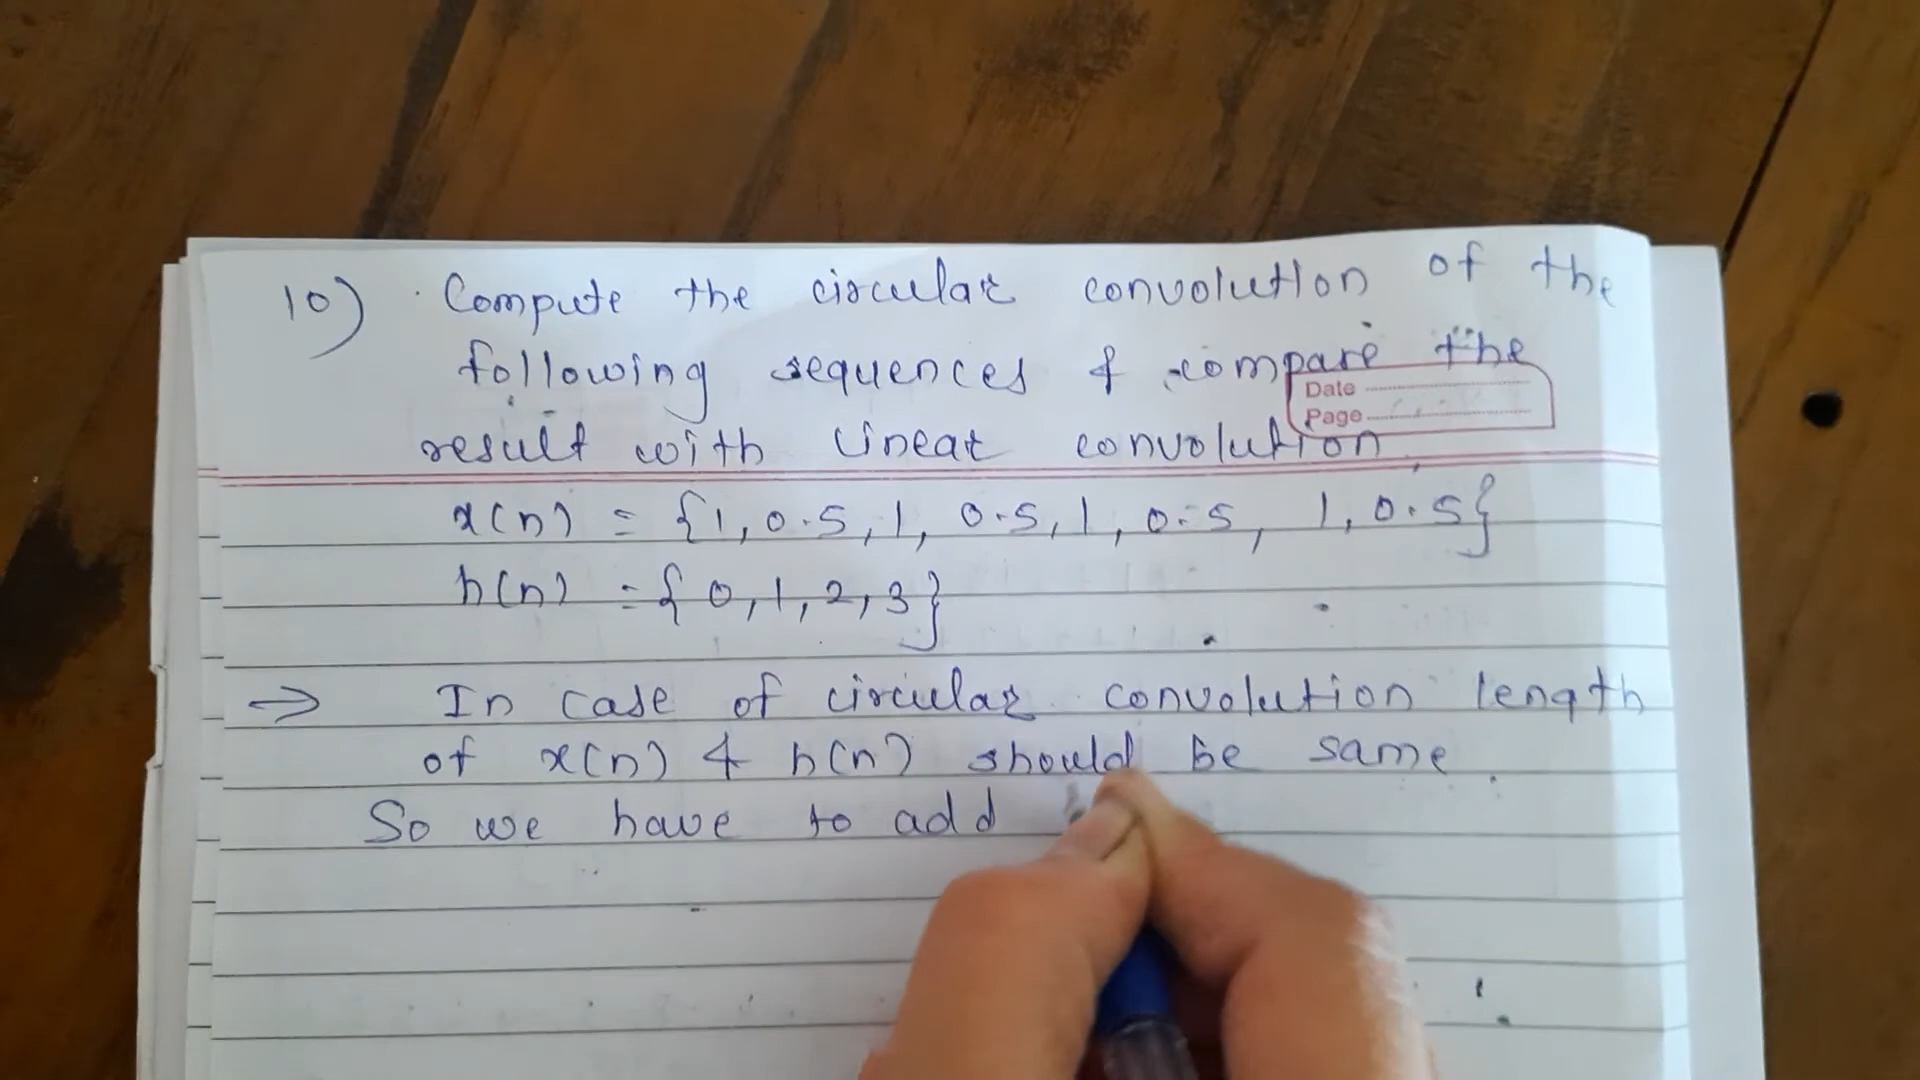 10) Compute the circular convolution of the
following sequences & compare the
Date
Page
result with linear convolution
x(n) = {1, 0.5, 1, 0.5, 1, 0.5, 1, 0.5}
h(n) = {0, 1, 2, 3}
→ In case of circular convolution length
of x(n) & h(n) should be same
So we have to add